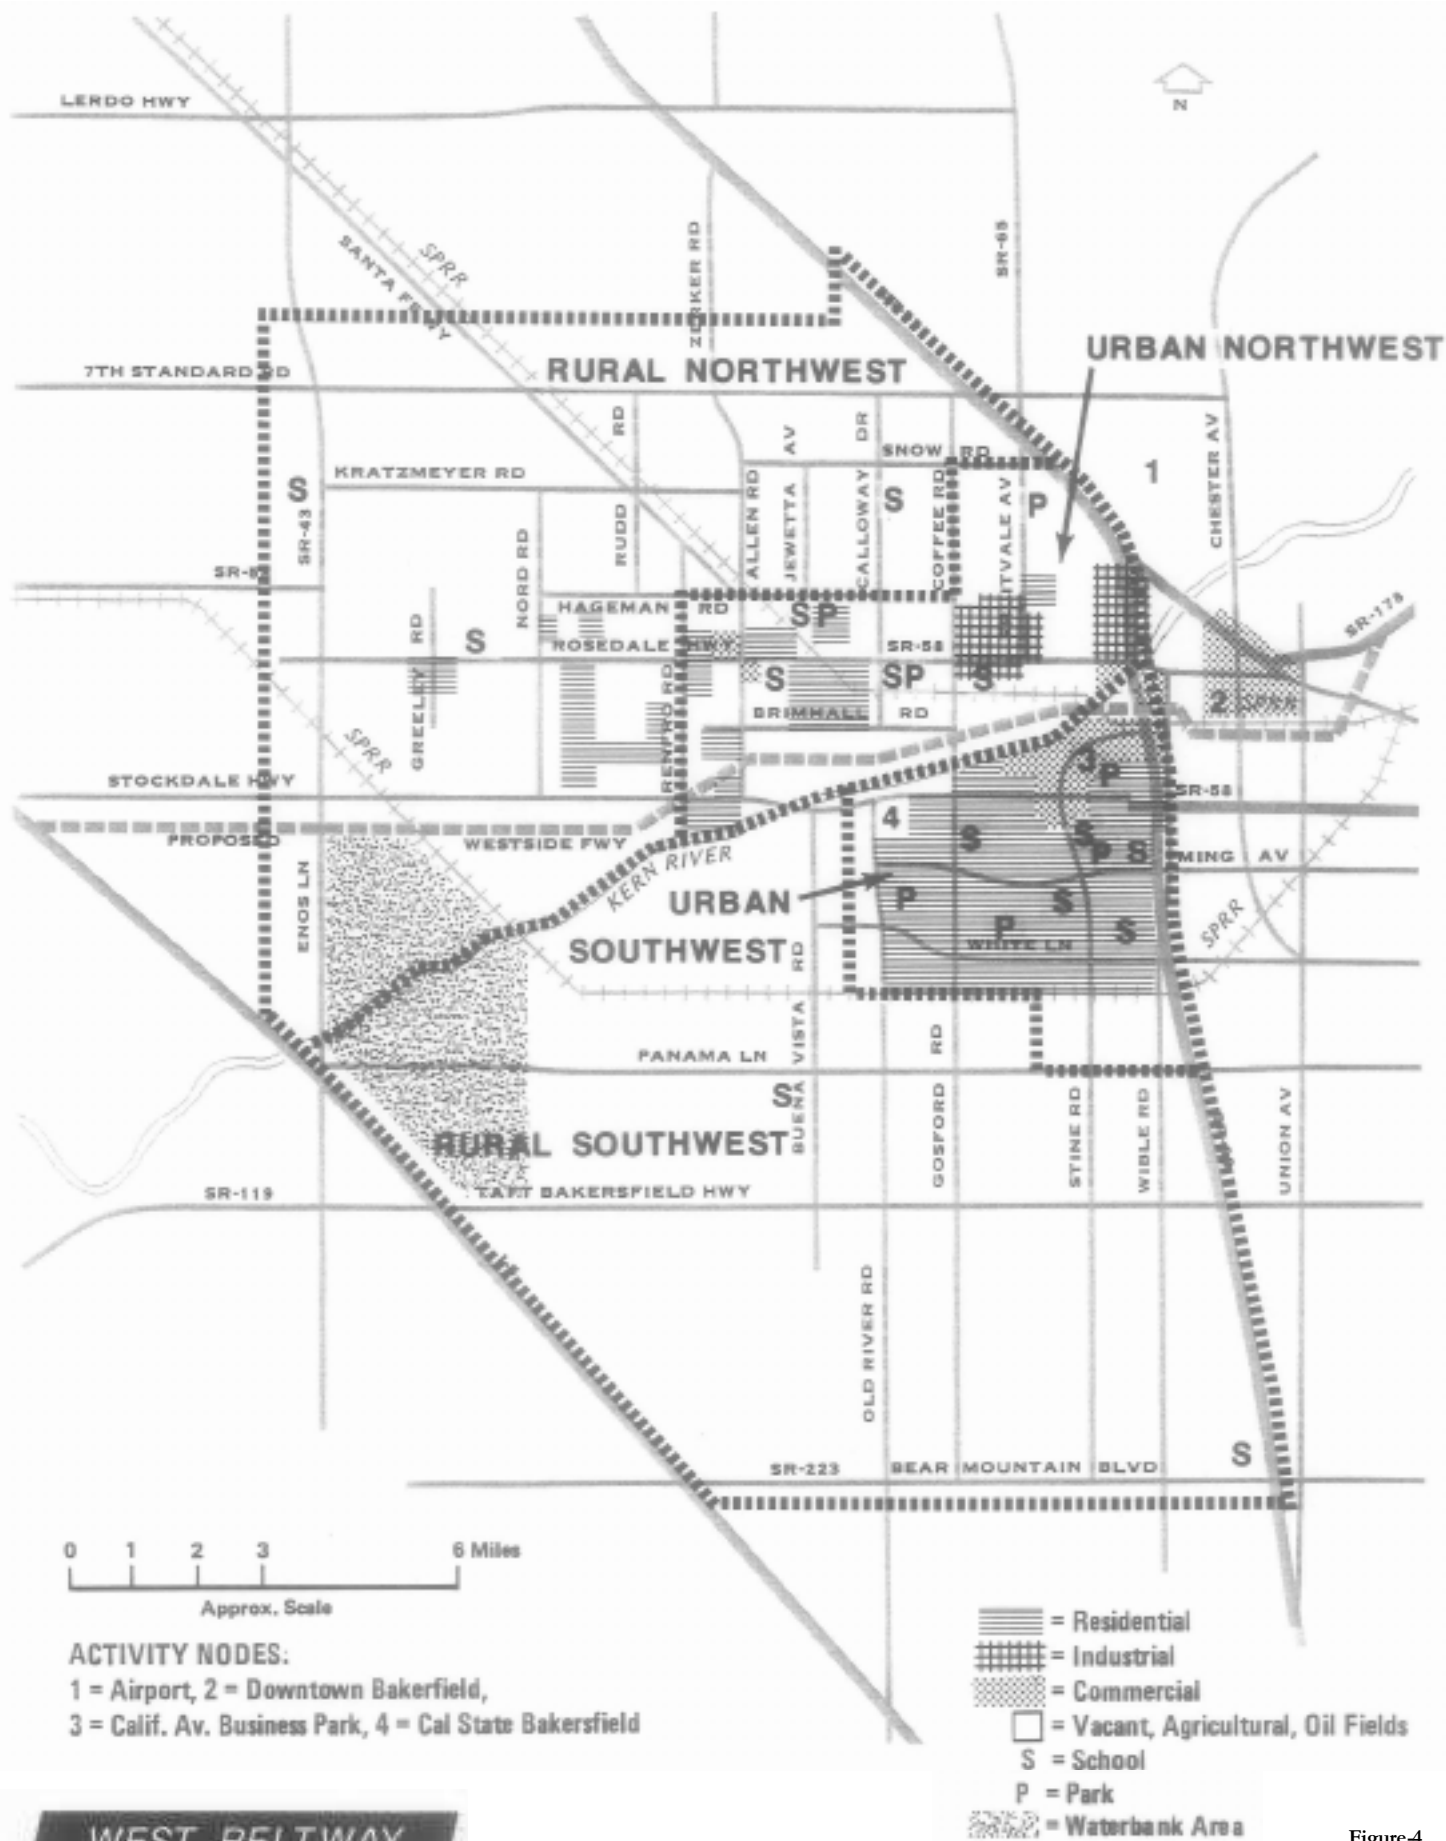 LERDO HWY
N
SANTA FE WY
SPRR
ZERKER RD
SR-65
URBAN NORTHWEST
RURAL NORTHWEST
7TH STANDARD RD
CHESTER AV
RD
AV
DR
SNOW RD
1
KRATZMEYER RD
S
S
P
SR-43
NORD RD
RUDD
ALLEN RD
JEWETTA
CALLOWAY
COFFEE RD
HAGEMAN RD
SP
SR-178
GREELEY RD
S
ROSEDALE HWY
SR-58
S
SP
S
2
SPRR
RENFRO RD
BRIMHALL RD
SPRR
3
P
STOCKDALE HWY
SR-58
4
PROPOSED
WESTSIDE FWY
S
S
P
S
MING AV
KERN RIVER
ENOS LN
URBAN
SOUTHWEST
P
S
P
S
WHITE LN
SPRR
RD
PANAMA LN
BUENA VISTA
S
RD
GOSFORD
STINE RD
WIBLE RD
UNION AV
RURAL SOUTHWEST
SR-119
TAFT BAKERSFIELD HWY
OLD RIVER RD
S
SR-223
BEAR MOUNTAIN BLVD
0 1 2 3 6 Miles
Approx. Scale
ACTIVITY NODES:
1 = Airport, 2 = Downtown Bakerfield,
3 = Calif. Av. Business Park, 4 = Cal State Bakersfield
= Residential
= Industrial
= Commercial
= Vacant, Agricultural, Oil Fields
S = School
P = Park
= Waterbank Area
WEST BELTWAY
Figure-4